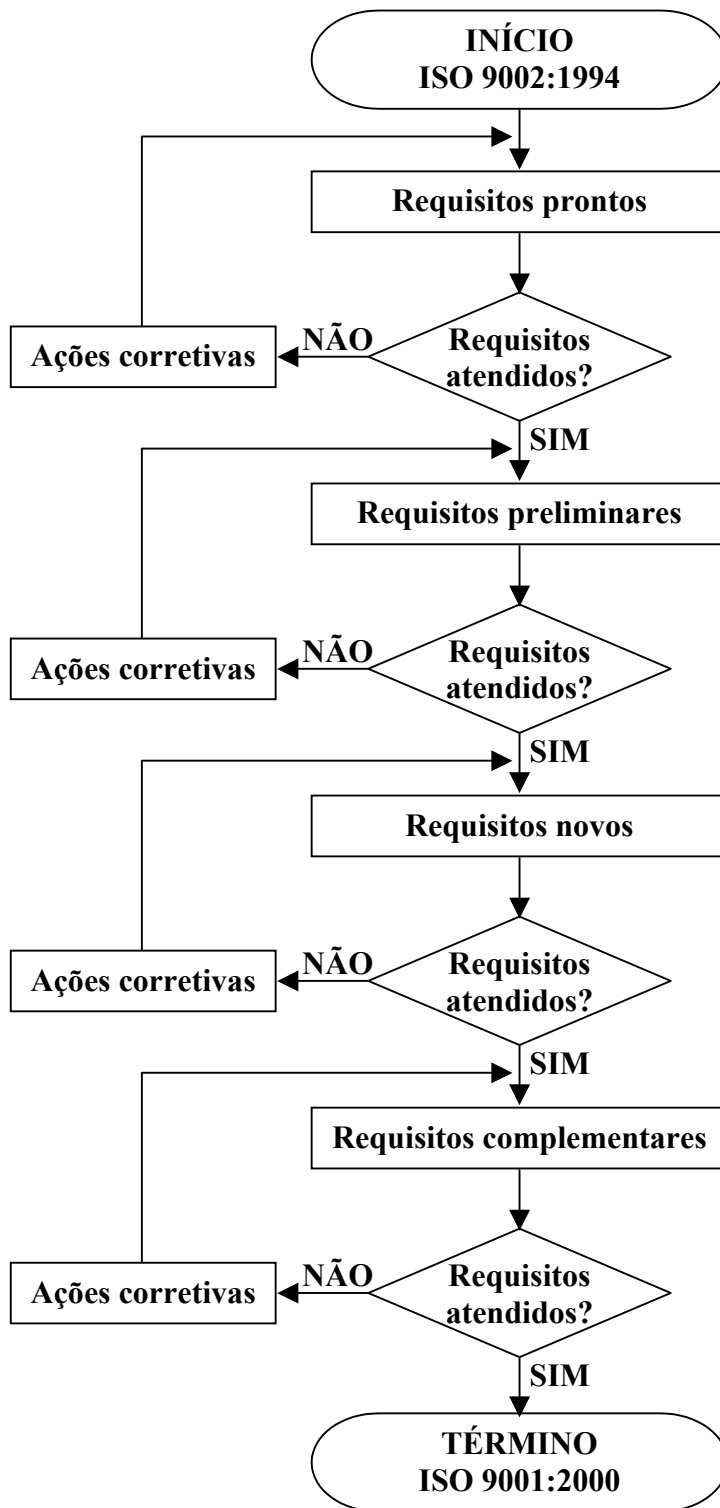 INÍCIO
ISO 9002:1994
Requisitos prontos
Ações corretivas
NÃO
Requisitos
atendidos?
SIM
Requisitos preliminares
Ações corretivas
NÃO
Requisitos
atendidos?
SIM
Requisitos novos
Ações corretivas
NÃO
Requisitos
atendidos?
SIM
Requisitos complementares
Ações corretivas
NÃO
Requisitos
atendidos?
SIM
TÉRMINO
ISO 9001:2000